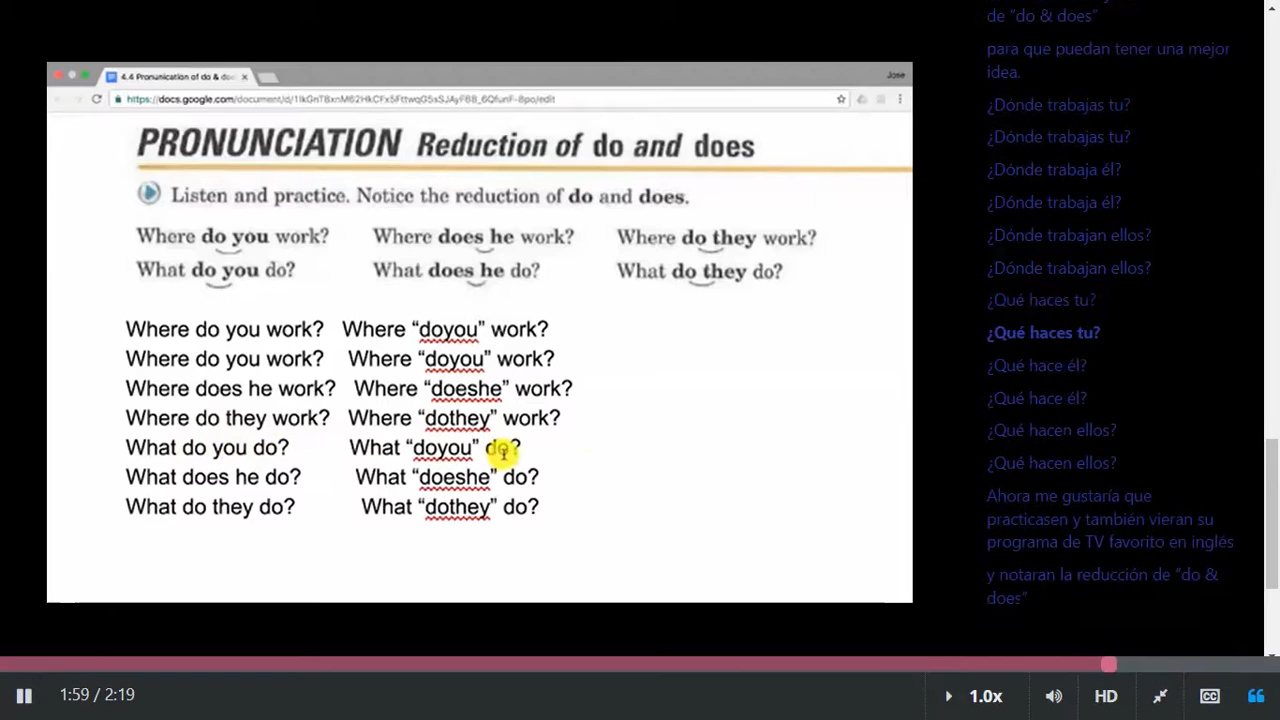 4.4 Pronunication of do & doe
Jose
PRONUNCIATION Reduction of do and does
Listen and practice. Notice the reduction of do and does.
Where do you work? Where does he work? Where do they work?
What do you do? What does he do? What do they do?
Where do you work? Where “doyou” work?
Where do you work? Where “doyou” work?
Where does he work? Where “doeshe” work?
Where do they work? Where “dothey” work?
What do you do? What “doyou” do?
What does he do? What “doeshe” do?
What do they do? What “dothey” do?
de “do & does”
para que puedan tener una mejor
idea.
¿Dónde trabajas tu?
¿Dónde trabajas tu?
¿Dónde trabaja él?
¿Dónde trabaja él?
¿Dónde trabajan ellos?
¿Dónde trabajan ellos?
¿Qué haces tu?
¿Qué haces tu?
¿Qué hace él?
¿Qué hace él?
¿Qué hacen ellos?
¿Qué hacen ellos?
Ahora me gustaría que
practicasen y también vieran su
programa de TV favorito en inglés
y notaran la reducción de “do &
does”
1:59 / 2:19
1.0x
HD
CC